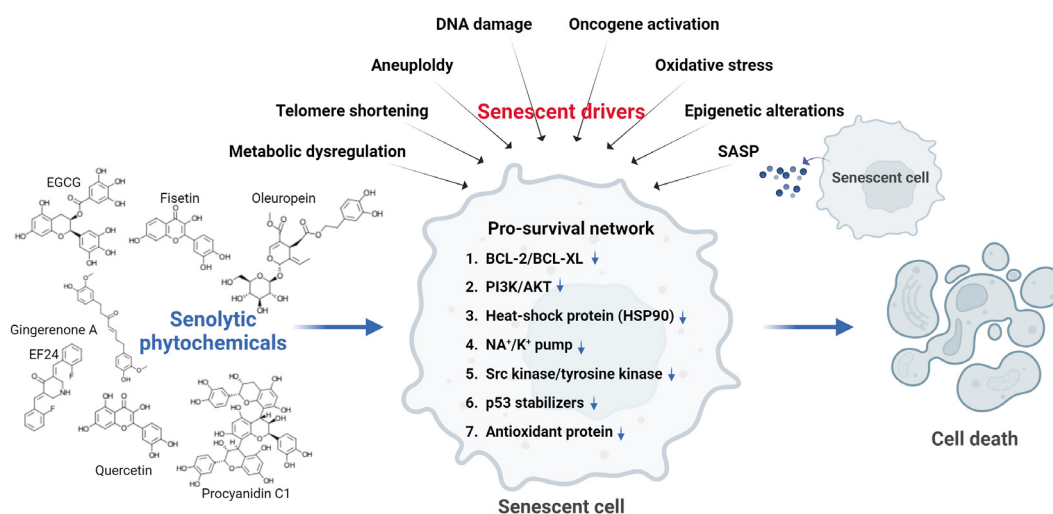 DNA damage
Oncogene activation
Aneuploldy
Oxidative stress
Telomere shortening
Senescent drivers
Epigenetic alterations
Metabolic dysregulation
SASP
Senescent cell
EGCG
Fisetin
Oleuropein
Gingerenone A
EF24
Senolytic
phytochemicals
Quercetin
Procyanidin C1
Pro-survival network
1. BCL-2/BCL-XL ↓
2. PI3K/AKT ↓
3. Heat-shock protein (HSP90) ↓
4. NA⁺/K⁺ pump ↓
5. Src kinase/tyrosine kinase ↓
6. p53 stabilizers ↓
7. Antioxidant protein ↓
Senescent cell
Cell death